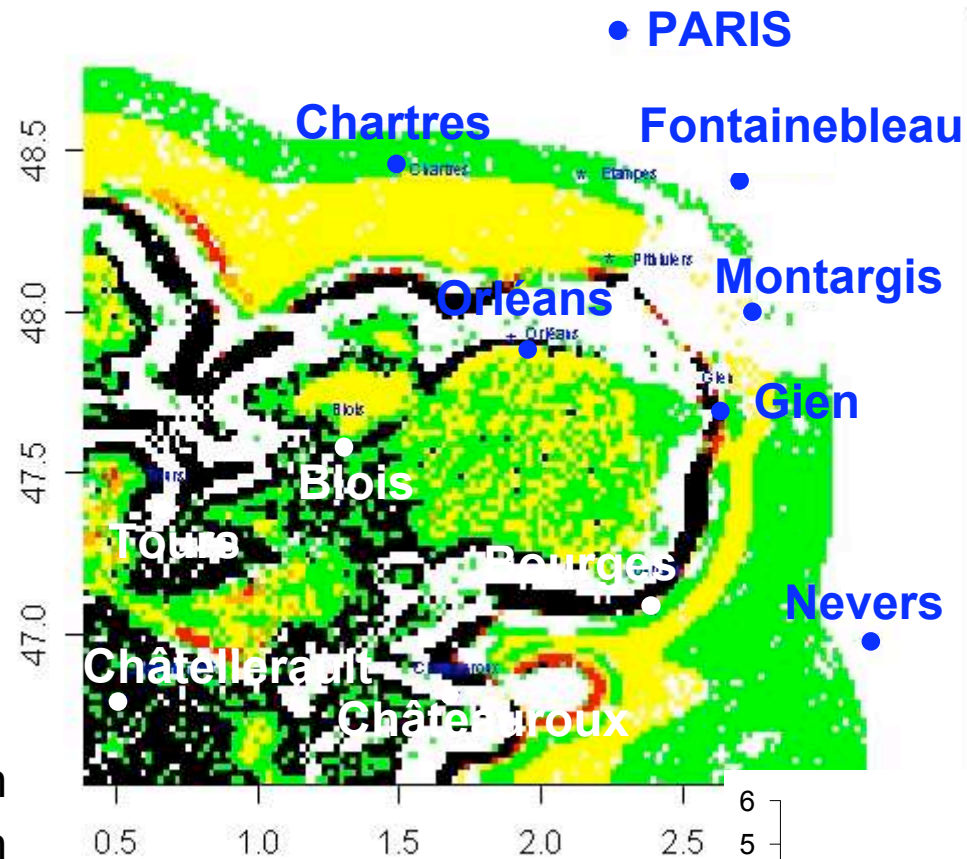 PARIS
Chartres
Fontainebleau
48.5
Chartres
Etampes
Pithiviers
Montargis
Orléans
48.0
Orléans
Gien
Gien
Blois
47.5
Blois
Tours
Tours
Bourges
Nevers
47.0
Châtellerault
Châteauroux
Châteauroux
n
n
6
5
0.5 1.0 1.5 2.0 2.5